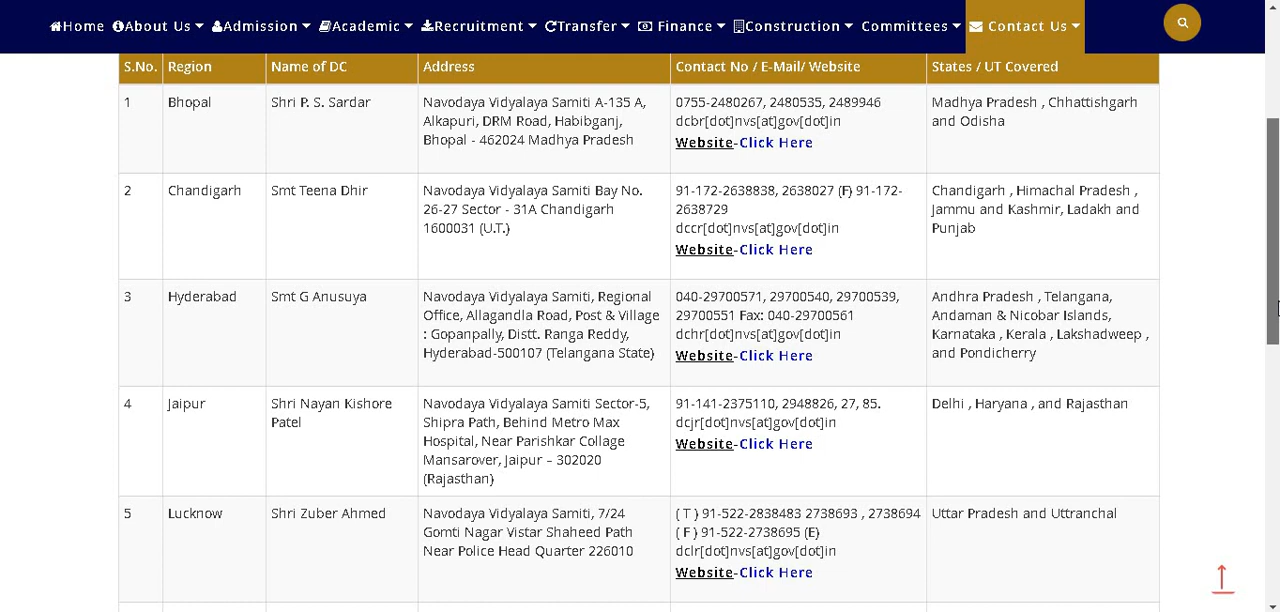 Home About Us Admission Academic Recruitment Transfer Finance Construction Committees Contact Us
S.No. Region Name of DC Address Contact No / E-Mail/ Website States / UT Covered
1 Bhopal Shri P. S. Sardar Navodaya Vidyalaya Samiti A-135 A, 0755-2480267, 2480535, 2489946 Madhya Pradesh , Chhattishgarh
Alkapuri, DRM Road, Habibganj, dcbr[dot]nvs[at]gov[dot]in and Odisha
Bhopal - 462024 Madhya Pradesh Website-Click Here
2 Chandigarh Smt Teena Dhir Navodaya Vidyalaya Samiti Bay No. 91-172-2638838, 2638027 (F) 91-172- Chandigarh , Himachal Pradesh ,
26-27 Sector - 31A Chandigarh 2638729 Jammu and Kashmir, Ladakh and
1600031 (U.T.) dccr[dot]nvs[at]gov[dot]in Punjab
Website-Click Here
3 Hyderabad Smt G Anusuya Navodaya Vidyalaya Samiti, Regional 040-29700571, 29700540, 29700539, Andhra Pradesh , Telangana,
Office, Allagandla Road, Post & Village 29700551 Fax: 040-29700561 Andaman & Nicobar Islands,
: Gopanpally, Distt. Ranga Reddy, dchr[dot]nvs[at]gov[dot]in Karnataka , Kerala , Lakshadweep ,
Hyderabad-500107 (Telangana State) Website-Click Here and Pondicherry
4 Jaipur Shri Nayan Kishore Navodaya Vidyalaya Samiti Sector-5, 91-141-2375110, 2948826, 27, 85. Delhi , Haryana , and Rajasthan
Patel Shipra Path, Behind Metro Max dcjr[dot]nvs[at]gov[dot]in
Hospital, Near Parishkar Collage Website-Click Here
Mansarover, Jaipur – 302020
(Rajasthan)
5 Lucknow Shri Zuber Ahmed Navodaya Vidyalaya Samiti, 7/24 ( T ) 91-522-2838483 2738693 , 2738694 Uttar Pradesh and Uttranchal
Gomti Nagar Vistar Shaheed Path ( F ) 91-522-2738695 (E)
Near Police Head Quarter 226010 dclr[dot]nvs[at]gov[dot]in
Website-Click Here